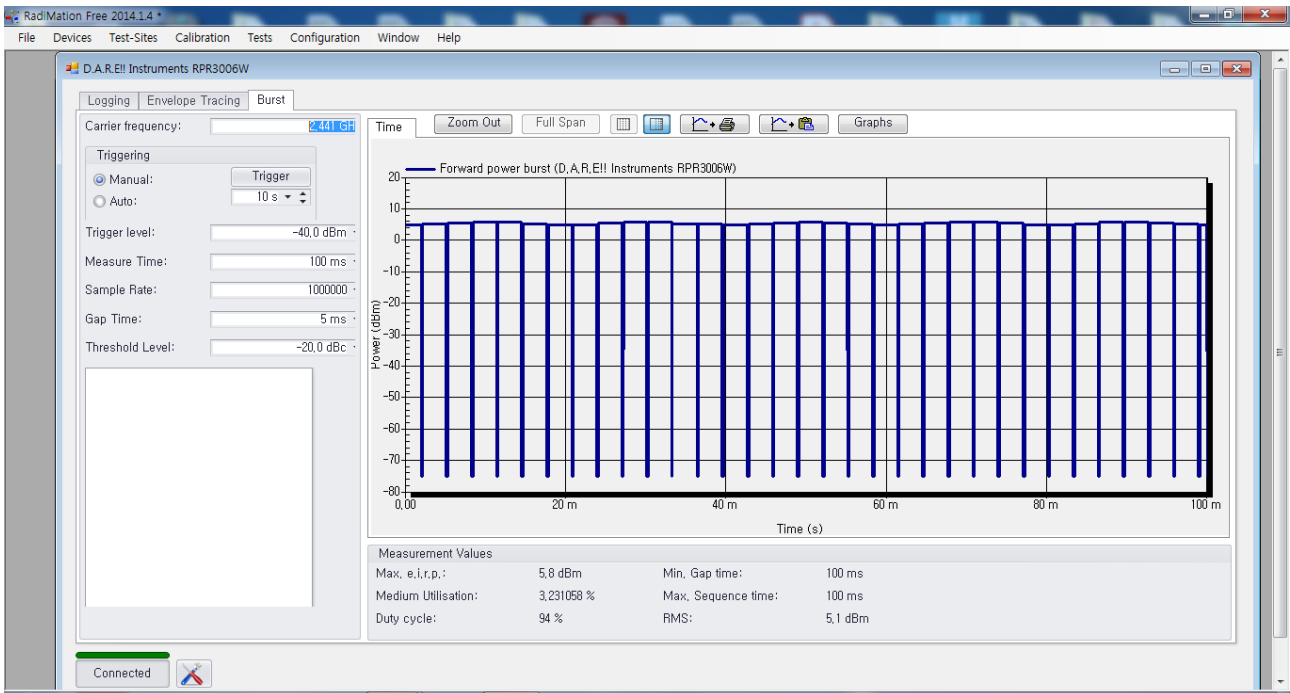 RadiMation Free 2014.1.4 *
File Devices Test-Sites Calibration Tests Configuration Window Help
D.A.R.E!! Instruments RPR3006W
Logging Envelope Tracing Burst
Carrier frequency: 2,441 GH
Triggering
Manual: Trigger
Auto: 10 s
Trigger level: -40,0 dBm
Measure Time: 100 ms
Sample Rate: 1000000
Gap Time: 5 ms
Threshold Level: -20,0 dBc
Time Zoom Out Full Span Graphs
Forward power burst (D.A.R.E!! Instruments RPR3006W)
20
10
0
-10
-20
-30
-40
-50
-60
-70
-80
Power (dBm)
0,00 20 m 40 m 60 m 80 m 100 m
Time (s)
Measurement Values
Max. e.i.r.p.: 5,8 dBm Min. Gap time: 100 ms
Medium Utilisation: 3,231058 % Max. Sequence time: 100 ms
Duty cycle: 94 % RMS: 5,1 dBm
Connected